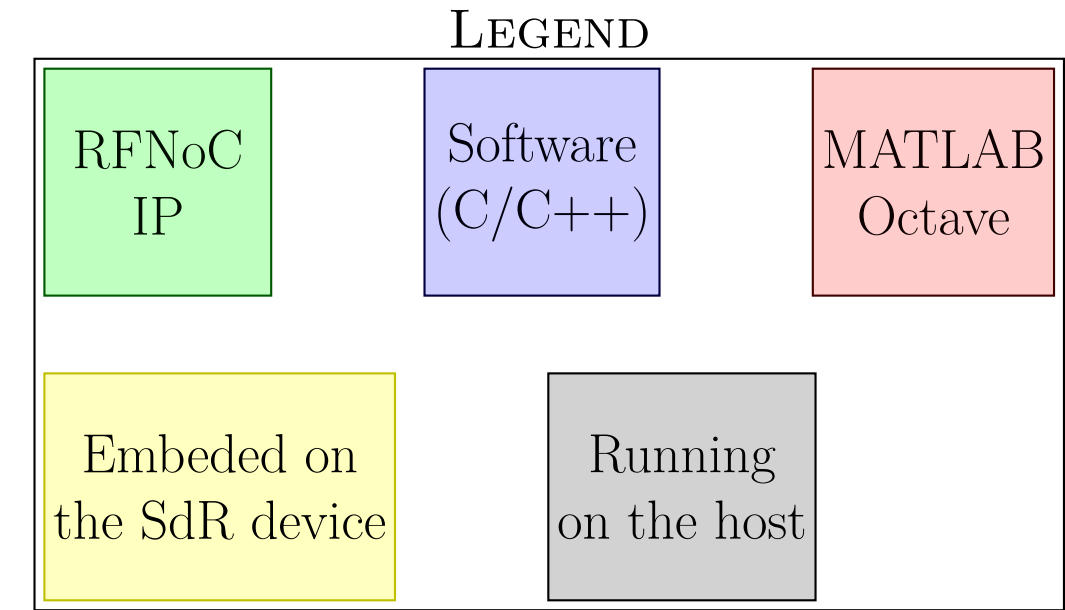 LEGEND
RFNoC
IP
Software
(C/C++)
MATLAB
Octave
Embeded on
the SdR device
Running
on the host